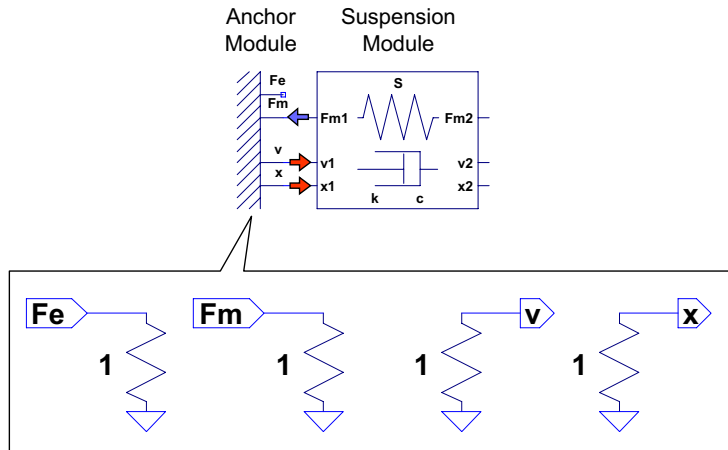 Anchor Module
Suspension Module
Fe
Fm
v
x
Fm1
v1
x1
S
k
c
Fm2
v2
x2
Fe
1
Fm
1
v
1
x
1